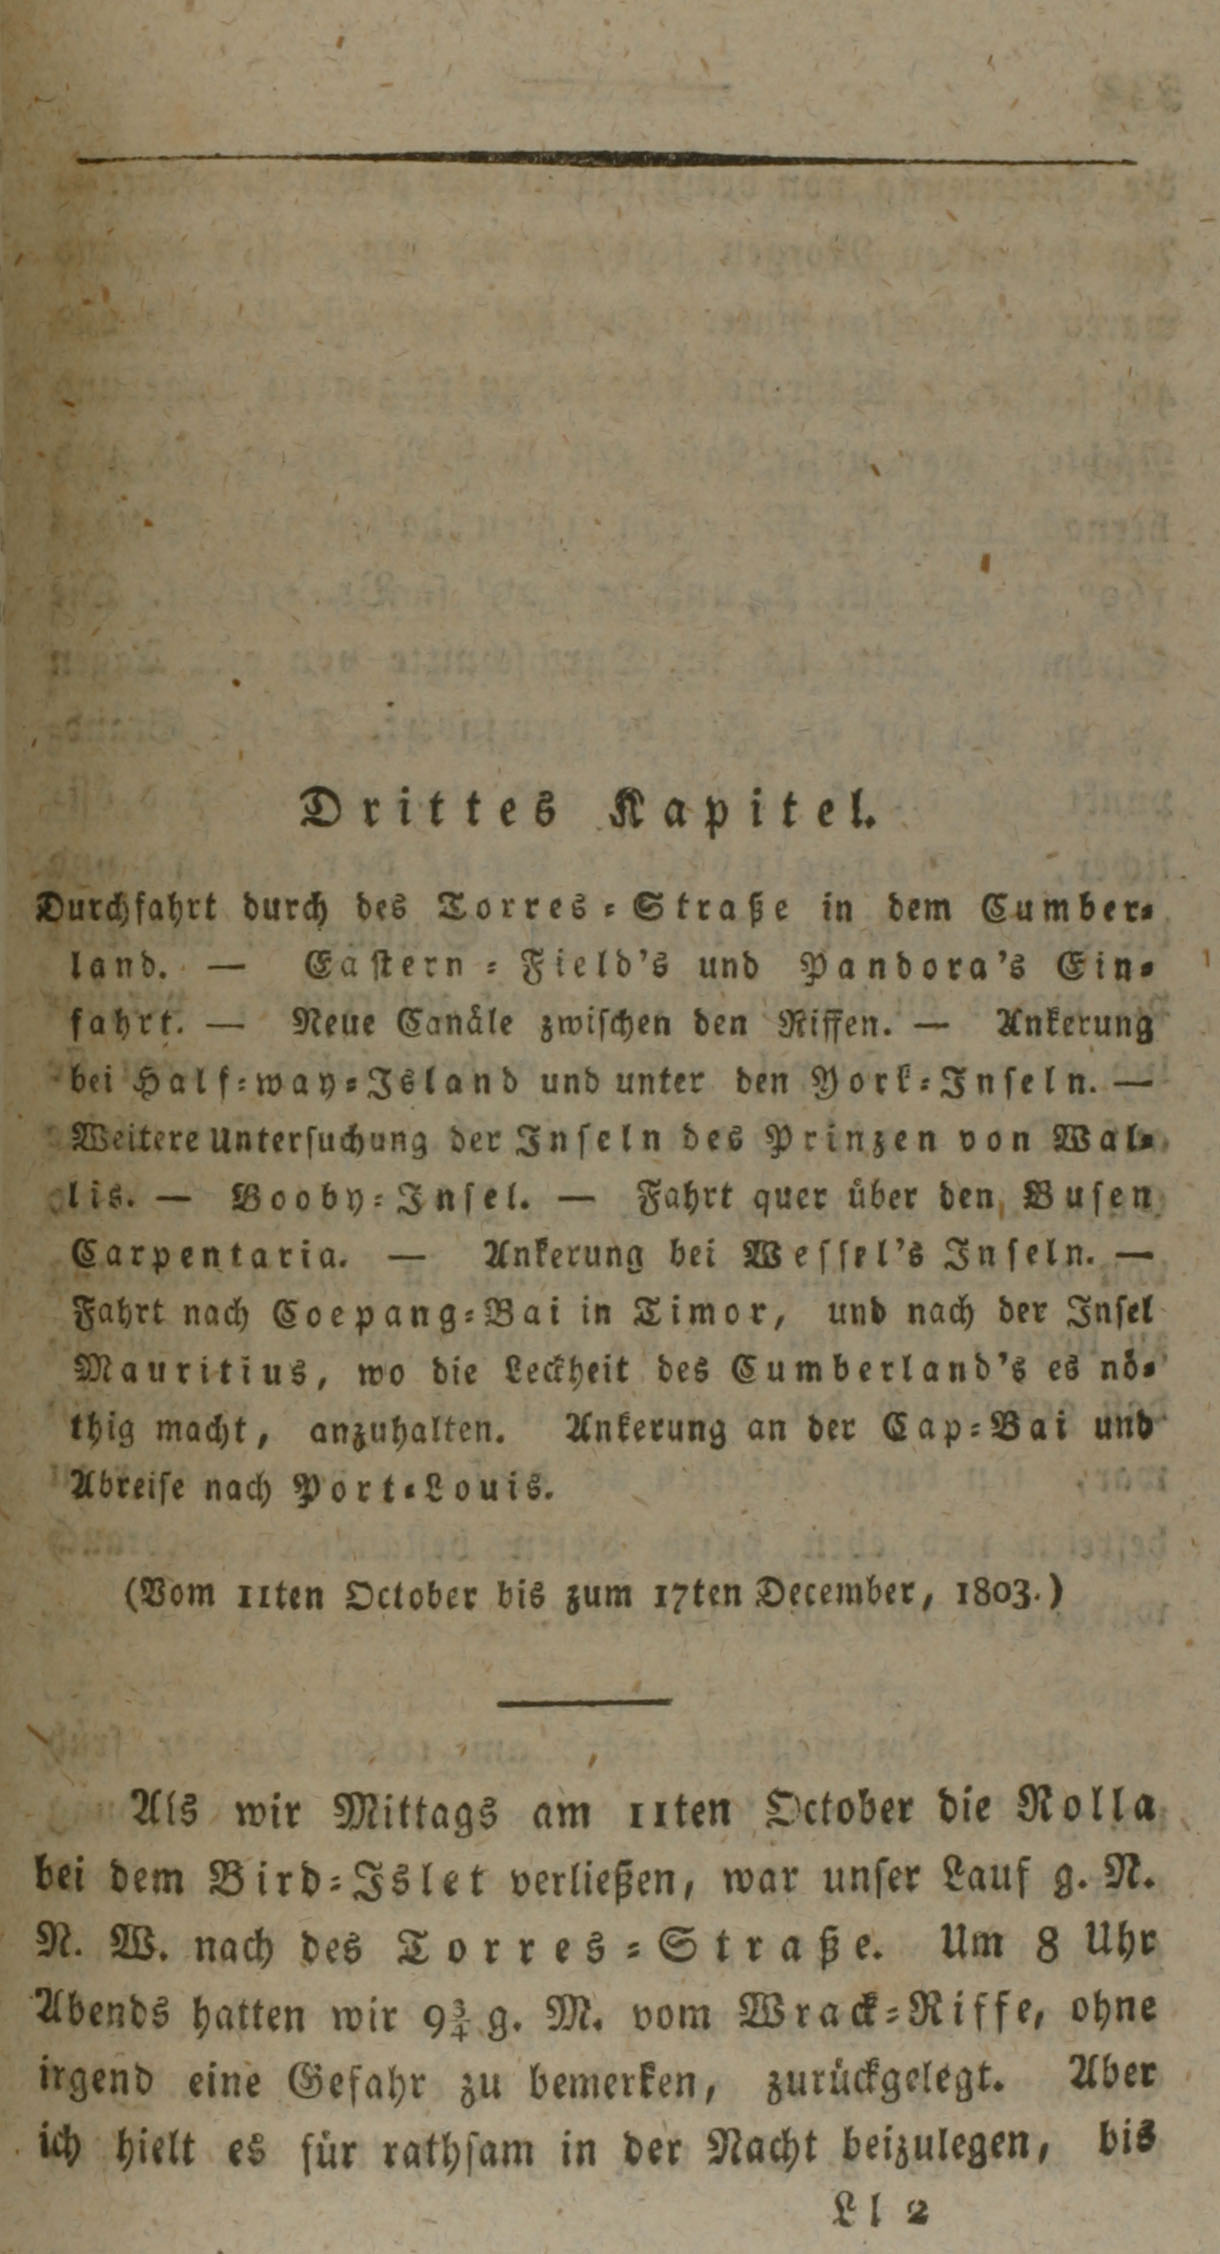 Drittes Kapitel.
Durchfahrt durch des Torres-Straße in dem Cumber-
land. — Eastern-Field's und Pandora's Ein-
fahrt. — Neue Canäle zwischen den Riffen. — Ankerung
bei Half-way-Island und unter den York-Inseln. —
Weitere Untersuchung der Inseln des Prinzen von Wal-
lis. — Booby-Insel. — Fahrt quer über den Busen
Carpentaria. — Ankerung bei Wessel's Inseln. —
Fahrt nach Coepang-Bai in Timor, und nach der Insel
Mauritius, wo die Leckheit des Cumberland's es nö-
thig macht, anzuhalten. Ankerung an der Cap-Bai und
Abreise nach Port-Louis.
(Vom 11ten October bis zum 17ten December, 1803.)
Als wir Mittags am 11ten October die Rolla
bei dem Bird-Islet verließen, war unser Lauf g. N.
N. W. nach des Torres-Straße. Um 8 Uhr
Abends hatten wir 9¾ g. M. vom Wrack-Riffe, ohne
irgend eine Gefahr zu bemerken, zurückgelegt. Aber
ich hielt es für rathsam in der Nacht beizulegen, bis
Ll 2